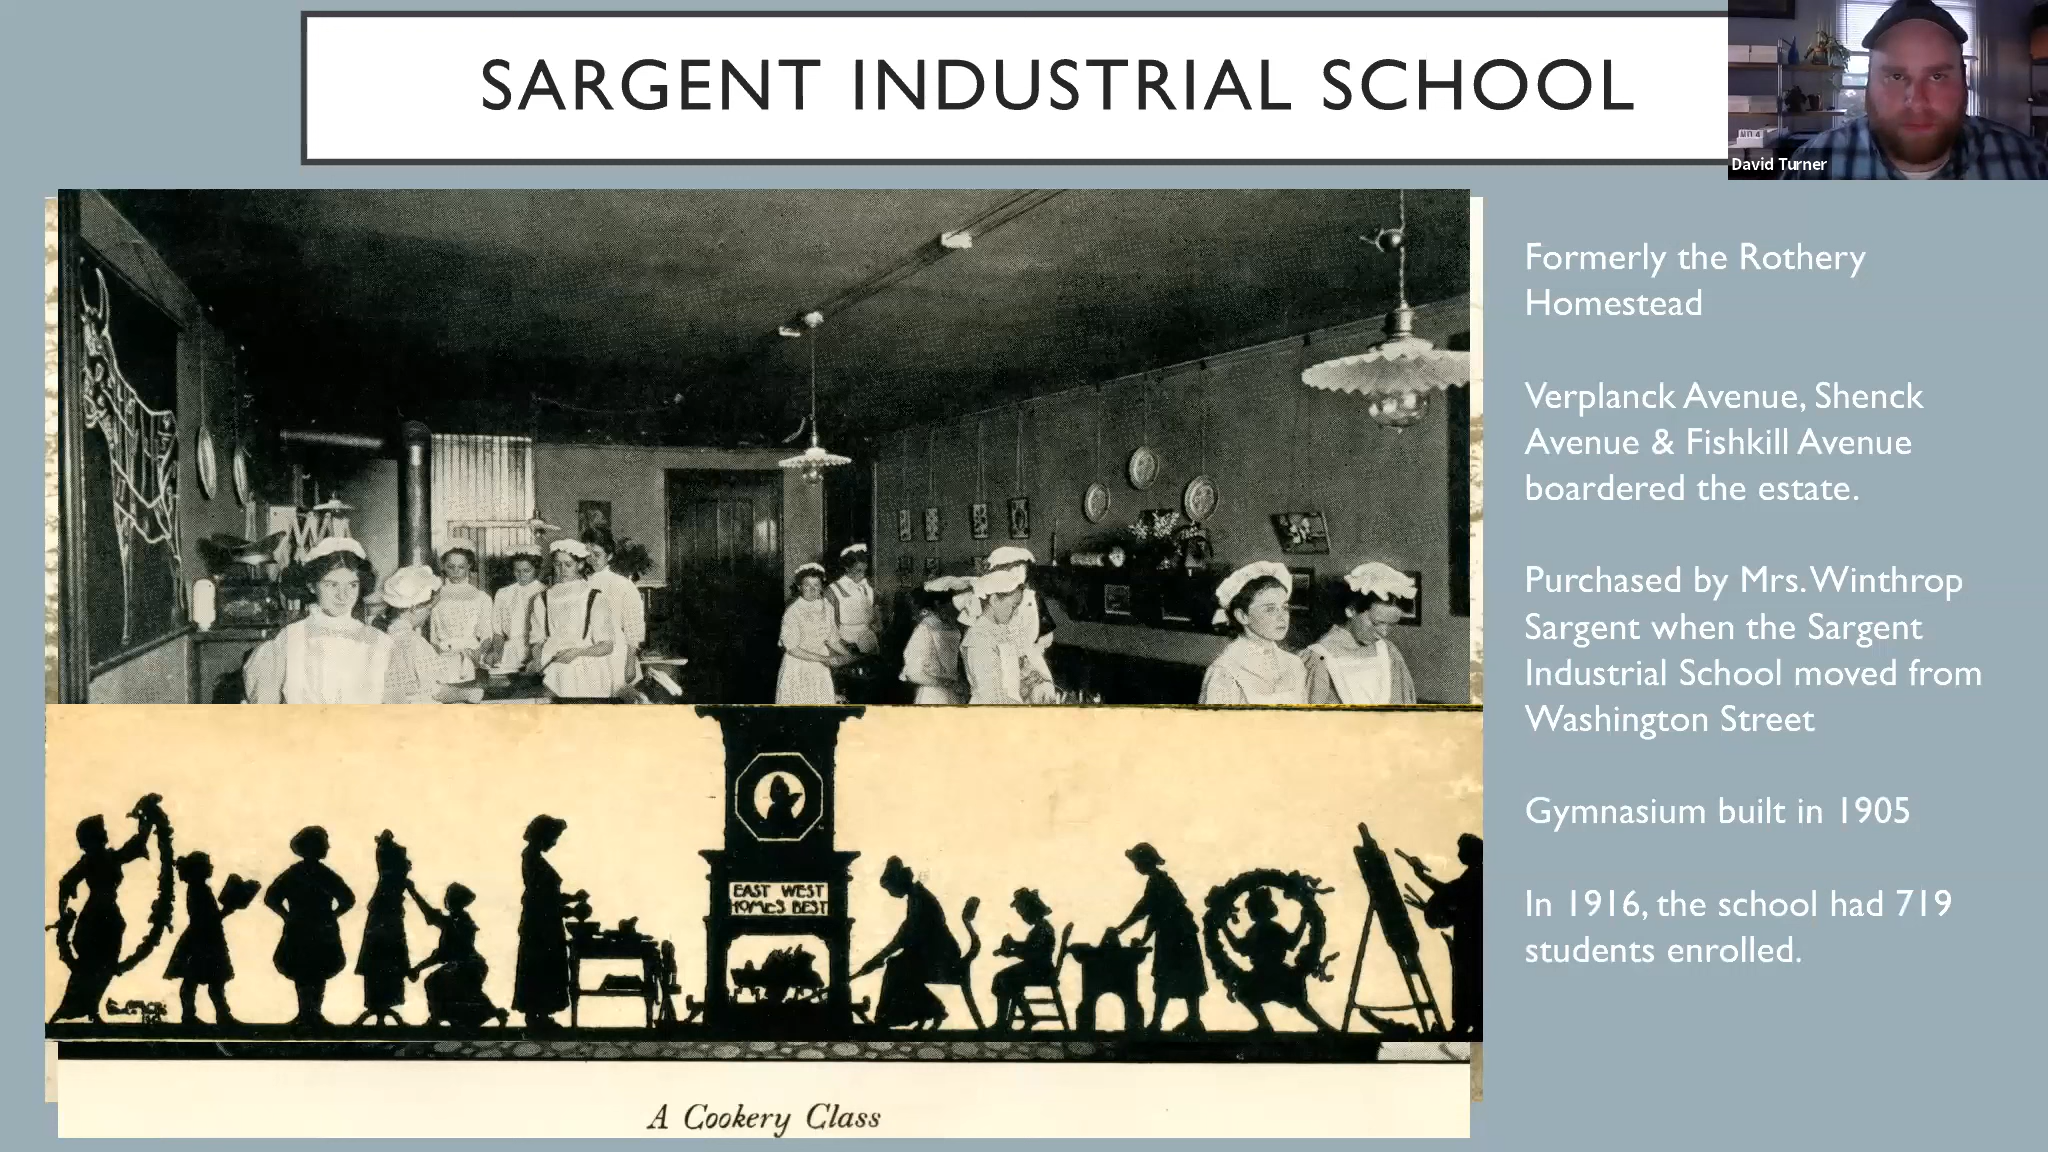 SARGENT INDUSTRIAL SCHOOL
David Turner
Formerly the Rothery
Homestead
Verplanck Avenue, Shenck
Avenue & Fishkill Avenue
boardered the estate.
Purchased by Mrs. Winthrop
Sargent when the Sargent
Industrial School moved from
Washington Street
Gymnasium built in 1905
In 1916, the school had 719
students enrolled.
EAST WEST
HOMES BEST
A Cookery Class